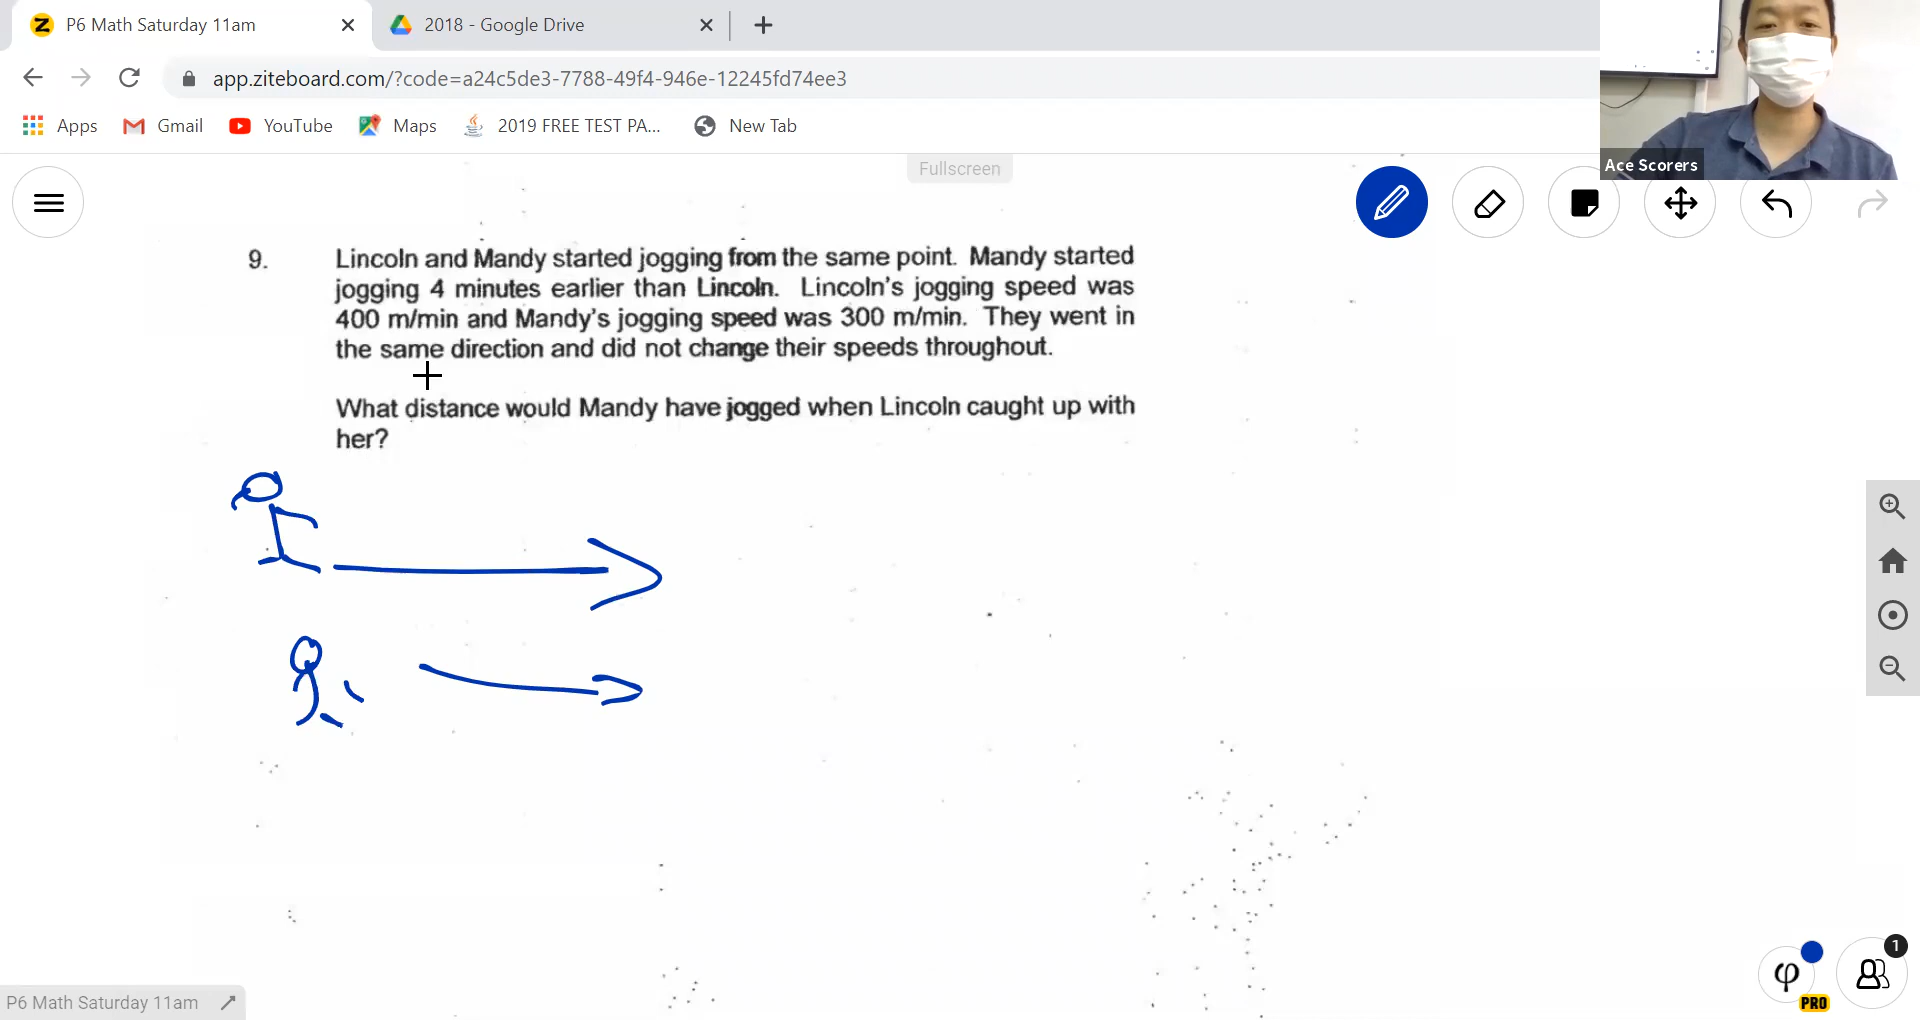 P6 Math Saturday 11am
2018 - Google Drive
app.ziteboard.com/?code=a24c5de3-7788-49f4-946e-12245fd74ee3
Apps
Gmail
YouTube
Maps
2019 FREE TEST PA...
New Tab
Ace Scorers
Fullscreen
9.
Lincoln and Mandy started jogging from the same point. Mandy started
jogging 4 minutes earlier than Lincoln. Lincoln's jogging speed was
400 m/min and Mandy's jogging speed was 300 m/min. They went in
the same direction and did not change their speeds throughout.
What distance would Mandy have jogged when Lincoln caught up with
her?
1
φ
PRO
P6 Math Saturday 11am